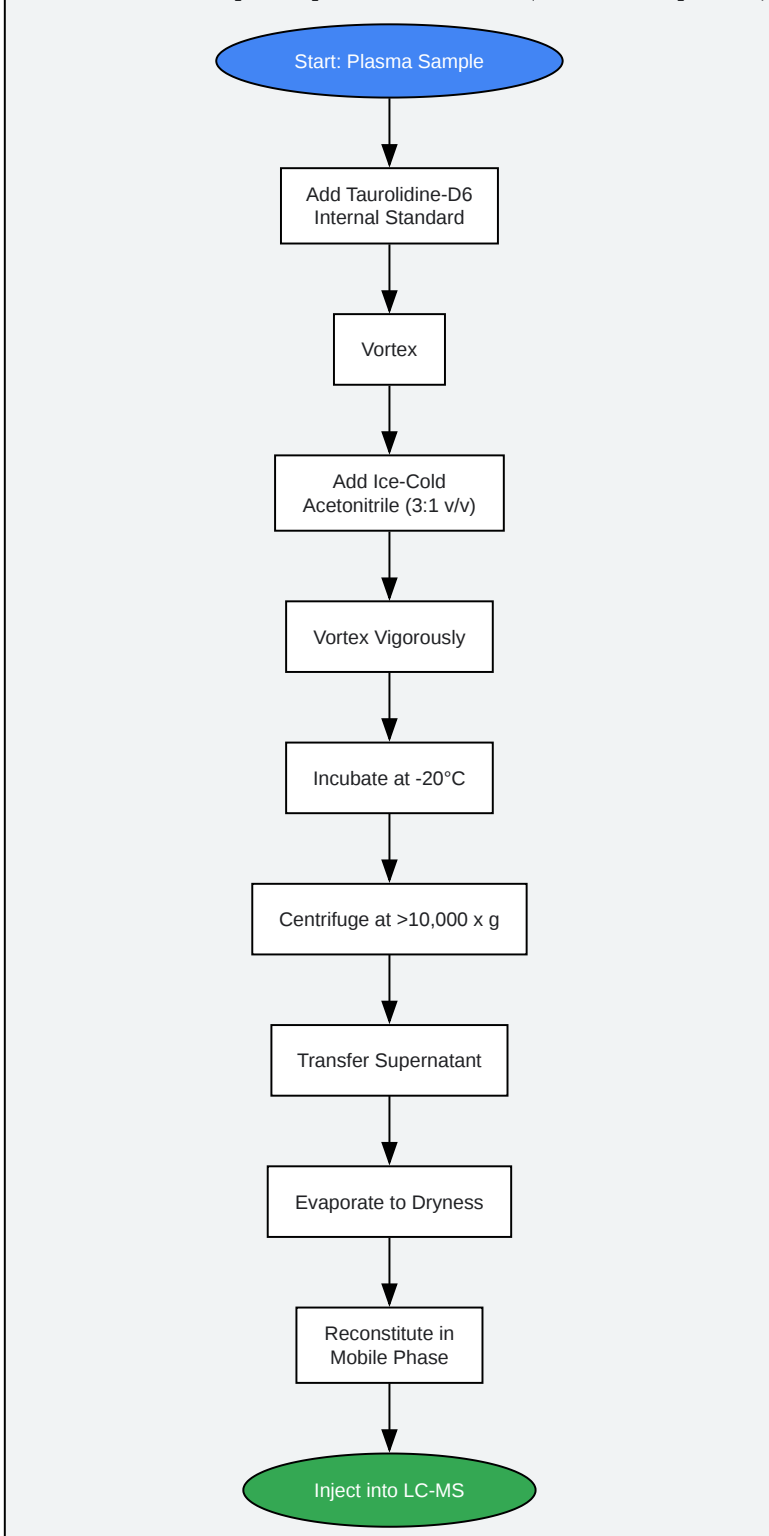 Start: Plasma Sample
Add Taurolidine-D6
Internal Standard
Vortex
Add Ice-Cold
Acetonitrile (3:1 v/v)
Vortex Vigorously
Incubate at -20°C
Centrifuge at >10,000 x g
Transfer Supernatant
Evaporate to Dryness
Reconstitute in
Mobile Phase
Inject into LC-MS